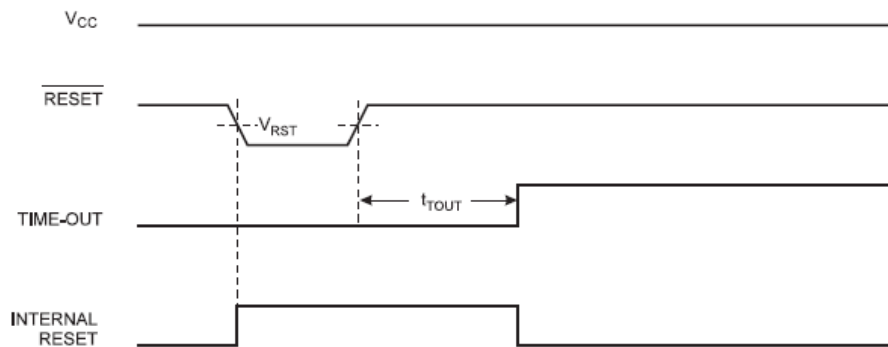 VCC
RESET
VRST
tTOUT
TIME-OUT
INTERNAL
RESET